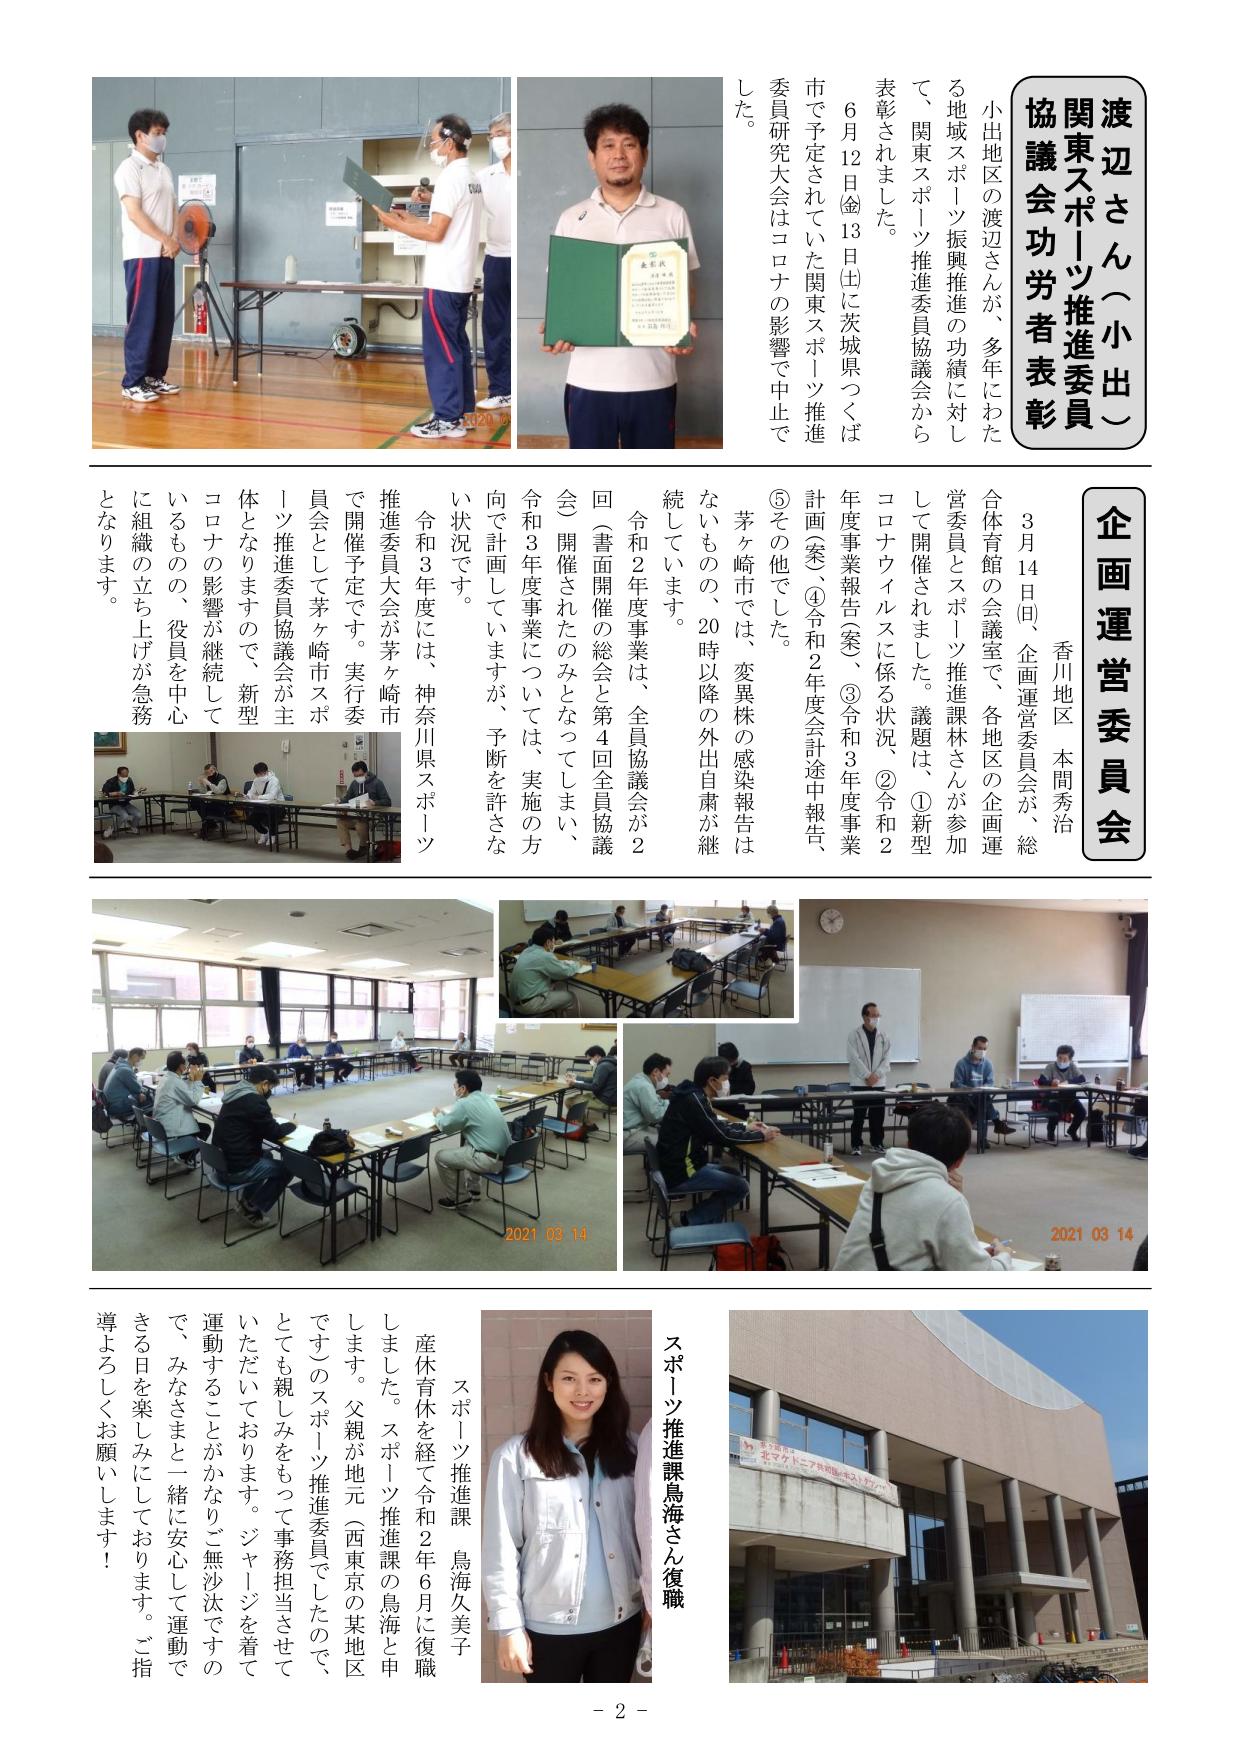 渡辺さん（小出）
関東スポーツ推進委員
協議会功労者表彰
小出地区の渡辺さんが、多年にわた
る地域スポーツ振興推進の功績に対し
て、関東スポーツ推進委員協議会から
表彰されました。
６月12日㈮13日㈯に茨城県つくば
市で予定されていた関東スポーツ推進
委員研究大会はコロナの影響で中止で
した。
表彰状
2020
企画運営委員会
香川地区　本間秀治
３月14日㈰、企画運営委員会が、総
合体育館の会議室で、各地区の企画運
営委員とスポーツ推進課林さんが参加
して開催されました。議題は、①新型
コロナウィルスに係る状況、②令和２
年度事業報告（案）、③令和３年度事業
計画（案）、④令和２年度会計途中報告、
⑤その他でした。
茅ヶ崎市では、変異株の感染報告は
ないものの、20時以降の外出自粛が継
続しています。
令和２年度事業は、全員協議会が２
回（書面開催の総会と第４回全員協議
会）開催されたのみとなってしまい、
令和３年度事業については、実施の方
向で計画していますが、予断を許さな
い状況です。
令和３年度には、神奈川県スポーツ
推進委員大会が茅ヶ崎市
で開催予定です。実行委
員会として茅ヶ崎市スポ
ーツ推進委員協議会が主
体となりますので、新型
コロナの影響が継続して
いるものの、役員を中心
に組織の立ち上げが急務
となります。
2021 03 14
2021 03 14
北マケドニア共和国のホストタウン
スポーツ推進課鳥海さん復職
スポーツ推進課　鳥海久美子
産休育休を経て令和２年６月に復職
しました。スポーツ推進課の鳥海と申
します。父親が地元（西東京の某地区
です）のスポーツ推進委員でしたので、
とても親しみをもって事務担当させて
いただいております。ジャージを着て
運動することがかなりご無沙汰ですの
で、みなさまと一緒に安心して運動で
きる日を楽しみにしております。ご指
導よろしくお願いします！
- 2 -